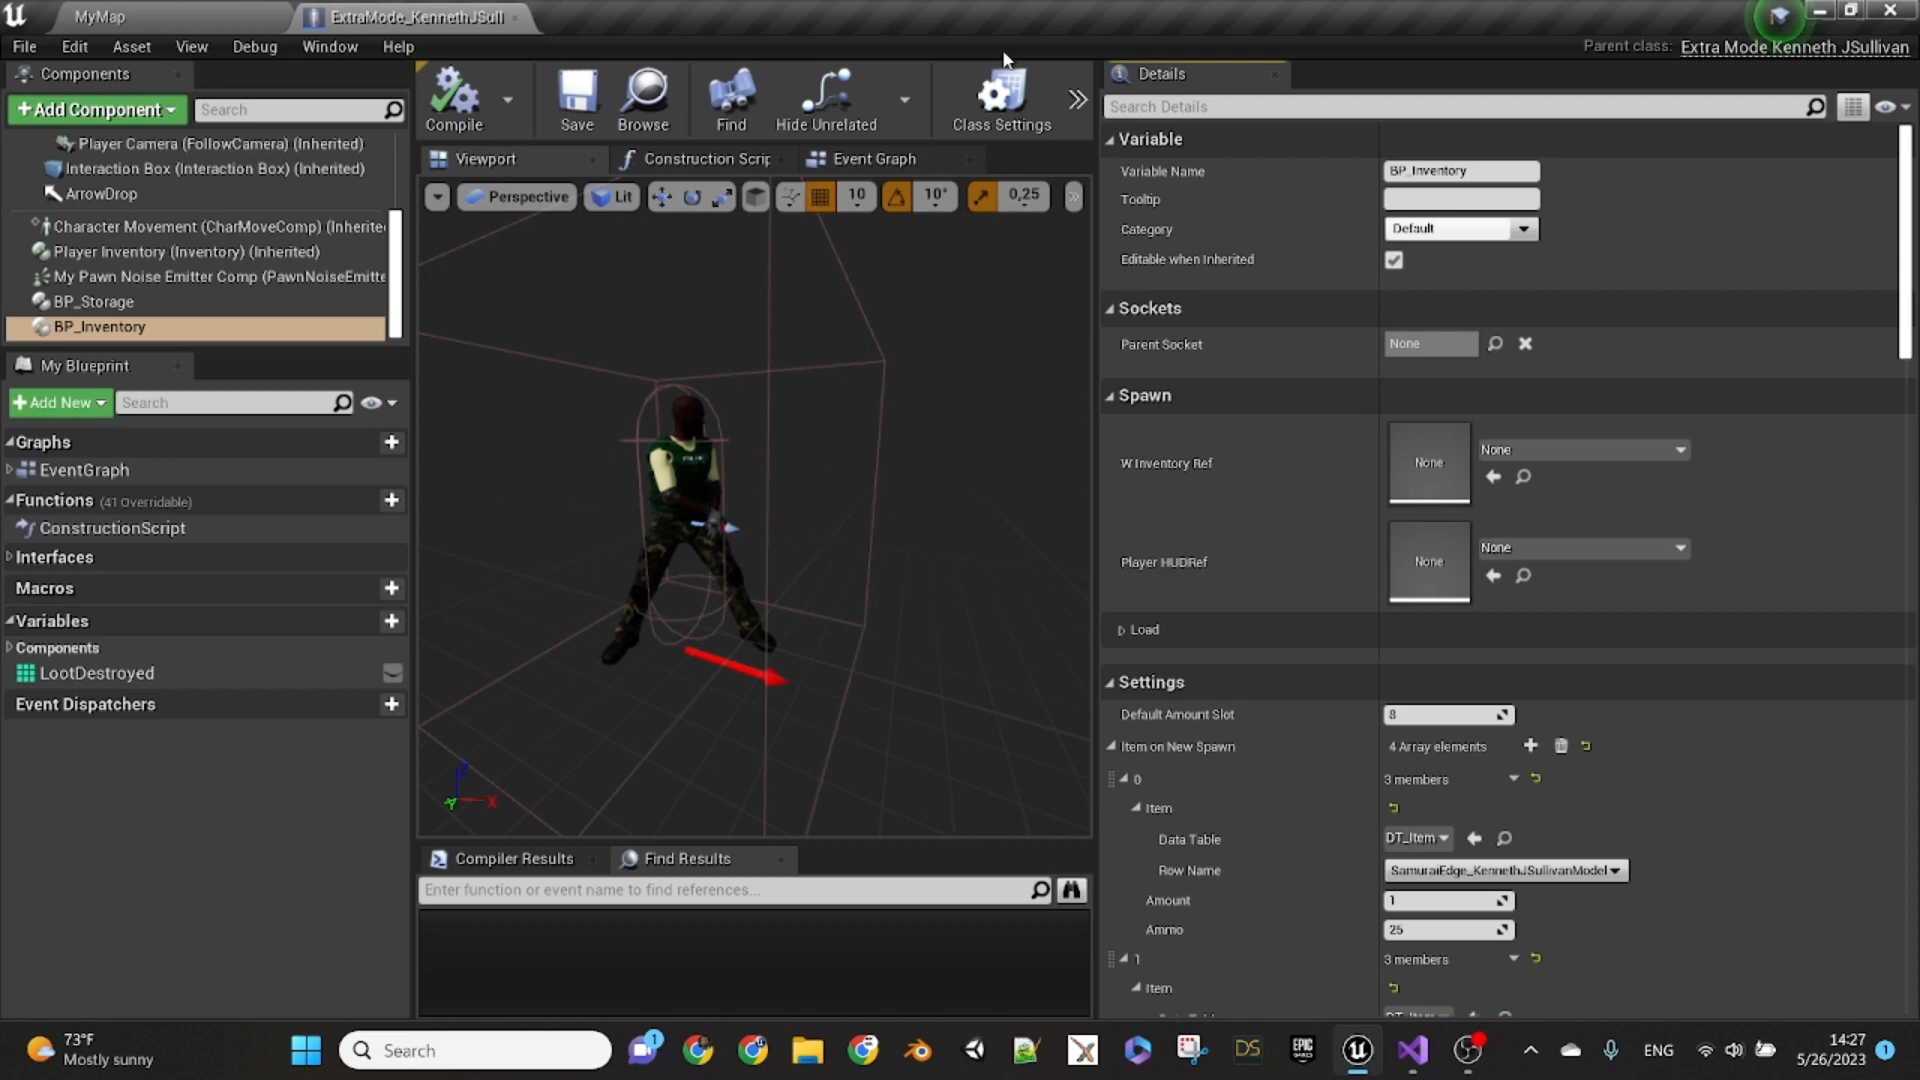 MyMap
ExtraMode_KennethJSull
File Edit Asset View Debug Window Help
Parent class: Extra Mode Kenneth JSullivan
Components
+Add Component
Search
Player Camera (FollowCamera) (Inherited)
Interaction Box (Interaction Box) (Inherited)
ArrowDrop
Character Movement (CharMoveComp) (Inherite
Player Inventory (Inventory) (Inherited)
My Pawn Noise Emitter Comp (PawnNoiseEmitte
BP_Storage
BP_Inventory
My Blueprint
+Add New
Search
Graphs
EventGraph
Functions (41 Overridable)
ConstructionScript
Interfaces
Macros
Variables
Components
LootDestroyed
Event Dispatchers
Compile
Save
Browse
Find
Hide Unrelated
Class Settings
Viewport
Construction Scrip
Event Graph
Perspective
Lit
10
10°
0,25
Z
X
Y
Compiler Results
Find Results
Enter function or event name to find references...
Details
Search Details
Variable
Variable Name BP_Inventory
Tooltip
Category Default
Editable when Inherited
Sockets
Parent Socket None
Spawn
W Inventory Ref None None
Player HUDRef None None
Load
Settings
Default Amount Slot 8
Item on New Spawn 4 Array elements
0 3 members
Item
Data Table DT_Item
Row Name SamuraiEdge_KennethJSullivanModel
Amount 1
Ammo 25
1 3 members
Item
73°F
Mostly sunny
Search
1
DS
EPIC GAMES
ENG
14:27
5/26/2023
1